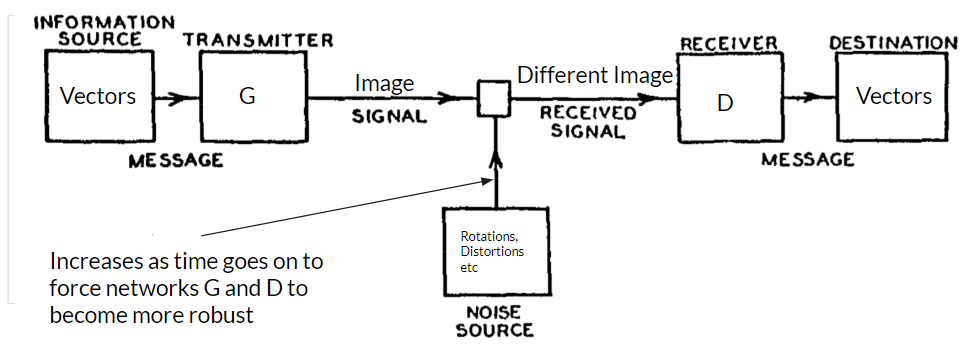 INFORMATION
SOURCE
TRANSMITTER
RECEIVER
DESTINATION
Vectors
G
Image
SIGNAL
Different Image
RECEIVED
SIGNAL
D
Vectors
MESSAGE
MESSAGE
Rotations,
Distortions
etc
Increases as time goes on to
force networks G and D to
become more robust
NOISE
SOURCE